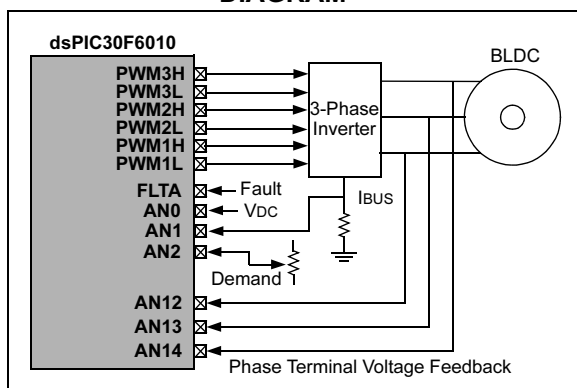 DIAGRAM
dsPIC30F6010
BLDC
PWM3H
PWM3L
PWM2H
PWM2L
PWM1H
PWM1L
3-Phase
Inverter
FLTA
Fault
AN0
VDC
IBUS
AN1
AN2
Demand
AN12
AN13
AN14
Phase Terminal Voltage Feedback